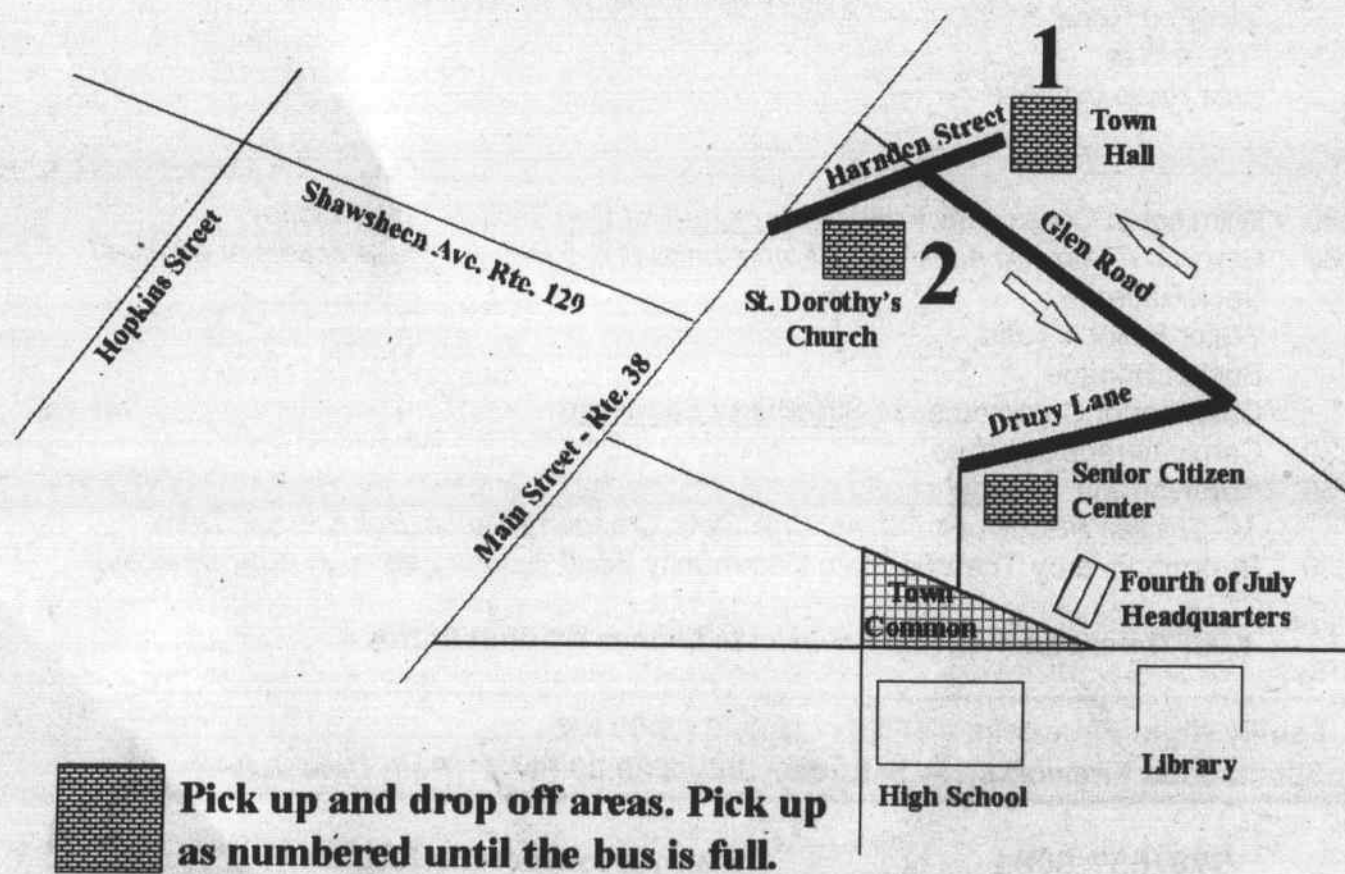 1
Town
Hall
Harnden Street
Glen Road
Shawsheen Ave. Rte. 129
Hopkins Street
St. Dorothy's
Church
2
Main Street - Rte. 38
Drury Lane
Senior Citizen
Center
Town
Common
Fourth of July
Headquarters
High School
Library
Pick up and drop off areas. Pick up
as numbered until the bus is full.